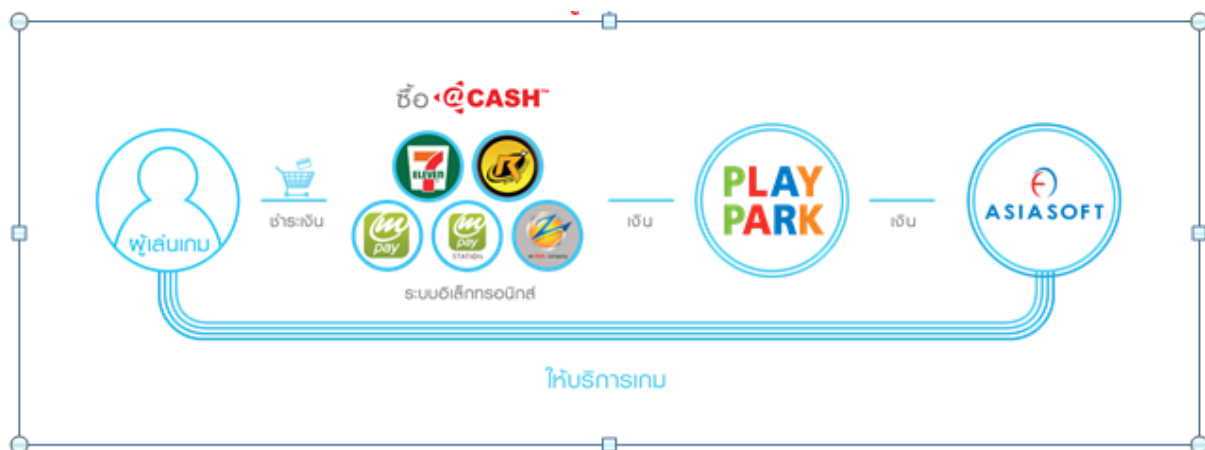 ซื้อ @CASH™
7
ELEVEN
R
ผู้เล่นเกม
ชำระเงิน
mpay
mpay
STATION
Z
เงิน
PLAY
PARK
เงิน
ASIASOFT
ระบบอิเล็กทรอนิกส์
ให้บริการเกม